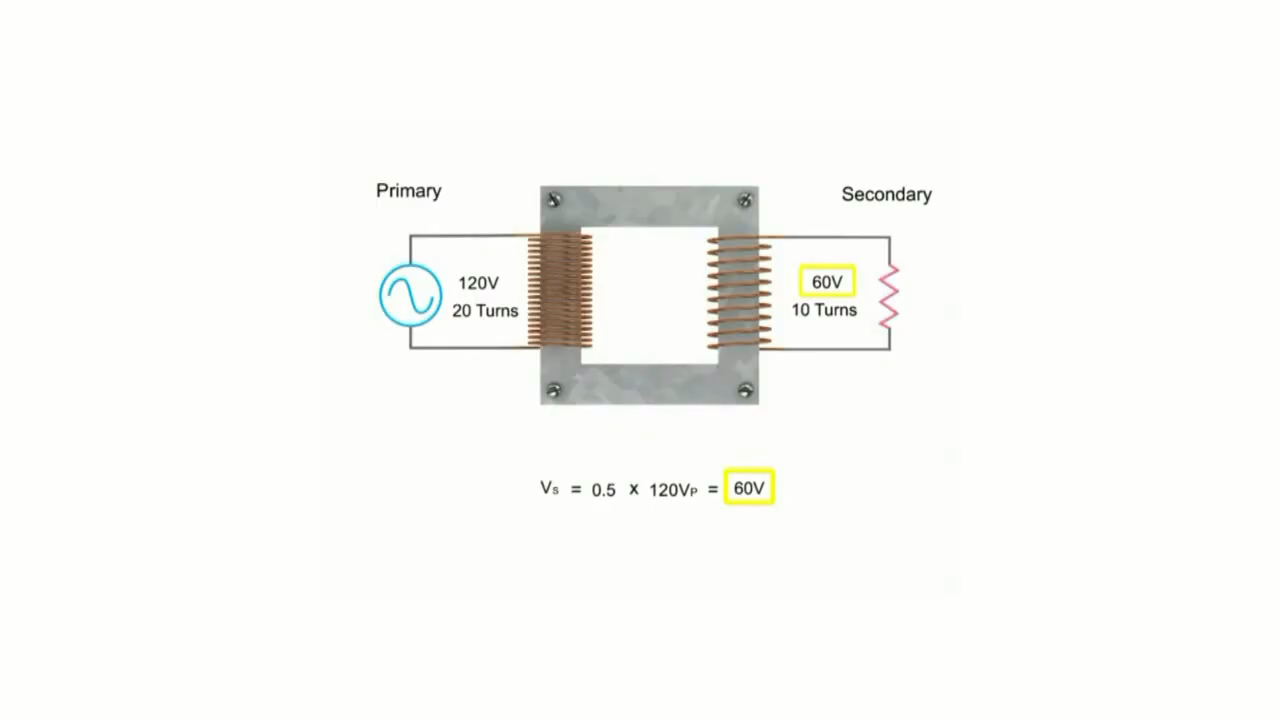 Primary
Secondary
120V
20 Turns
60V
10 Turns
Vs = 0.5 x 120VP = 60V